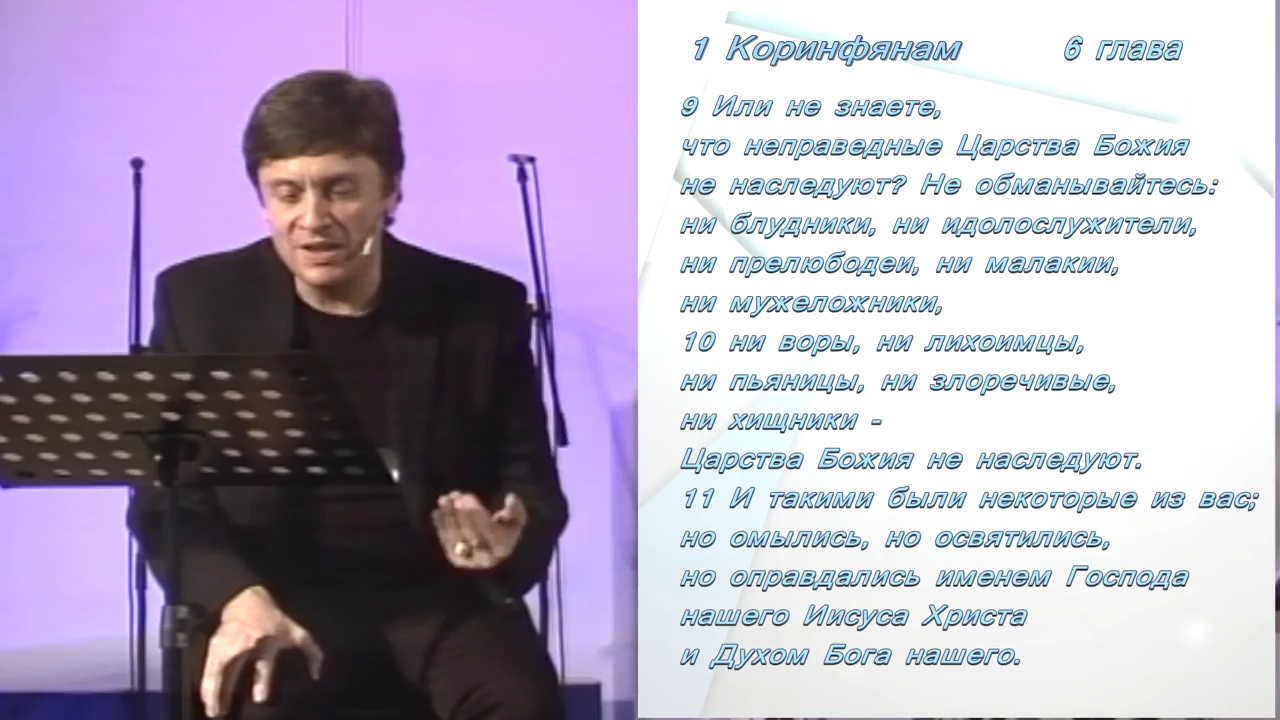 1 Коринфянам 6 глава
9 Или не знаете,
что неправедные Царства Божия
не наследуют? Не обманывайтесь:
ни блудники, ни идолослужители,
ни прелюбодеи, ни малакии,
ни мужеложники,
10 ни воры, ни лихоимцы,
ни пьяницы, ни злоречивые,
ни хищники -
Царства Божия не наследуют.
11 И такими были некоторые из вас;
но омылись, но освятились,
но оправдались именем Господа
нашего Иисуса Христа
и Духом Бога нашего.